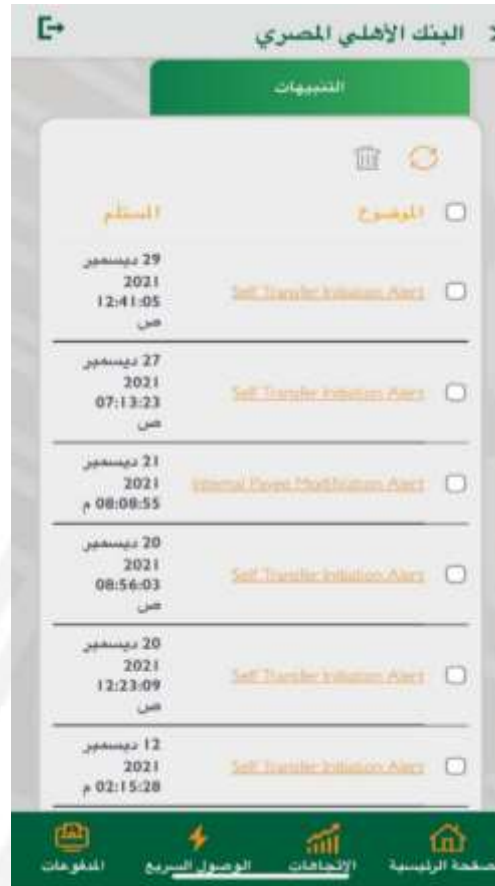 البنك الأهلي المصري
التنبيهات
الموضوع المستلم
Self Transfer Initiation Alert
29 ديسمبر
2021
12:41:05
ص
Self Transfer Initiation Alert
27 ديسمبر
2021
07:13:23
ص
Internal Payee Modification Alert
21 ديسمبر
2021
08:08:55 م
Self Transfer Initiation Alert
20 ديسمبر
2021
08:56:03
ص
Self Transfer Initiation Alert
20 ديسمبر
2021
12:23:09
ص
Self Transfer Initiation Alert
12 ديسمبر
2021
02:15:28 م
صفحة الرئيسية الإتجاهات الوصول السريع المدفوعات